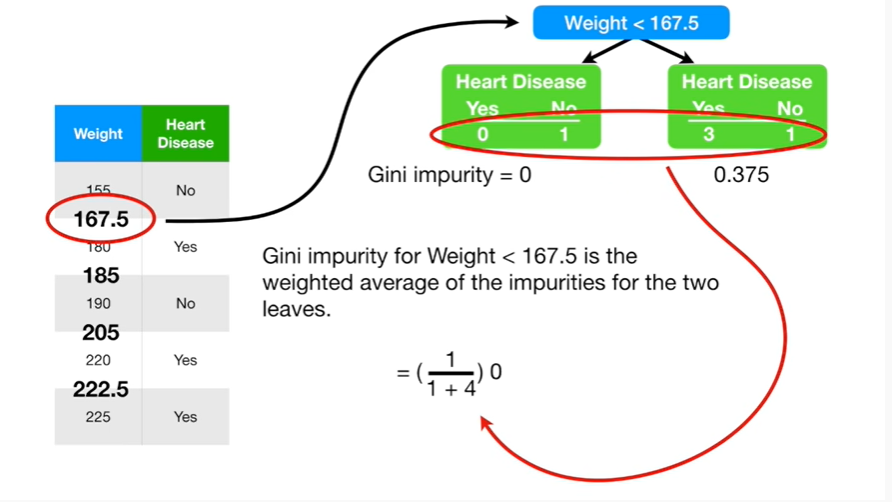 Weight < 167.5
Heart Disease
Yes No
0 1
Heart Disease
Yes No
3 1
Gini impurity = 0
0.375
Weight
Heart
Disease
155 No
167.5
180 Yes
185
190 No
205
220 Yes
222.5
225 Yes
Gini impurity for Weight < 167.5 is the
weighted average of the impurities for the two
leaves.
= ( 1 / 1 + 4 ) 0